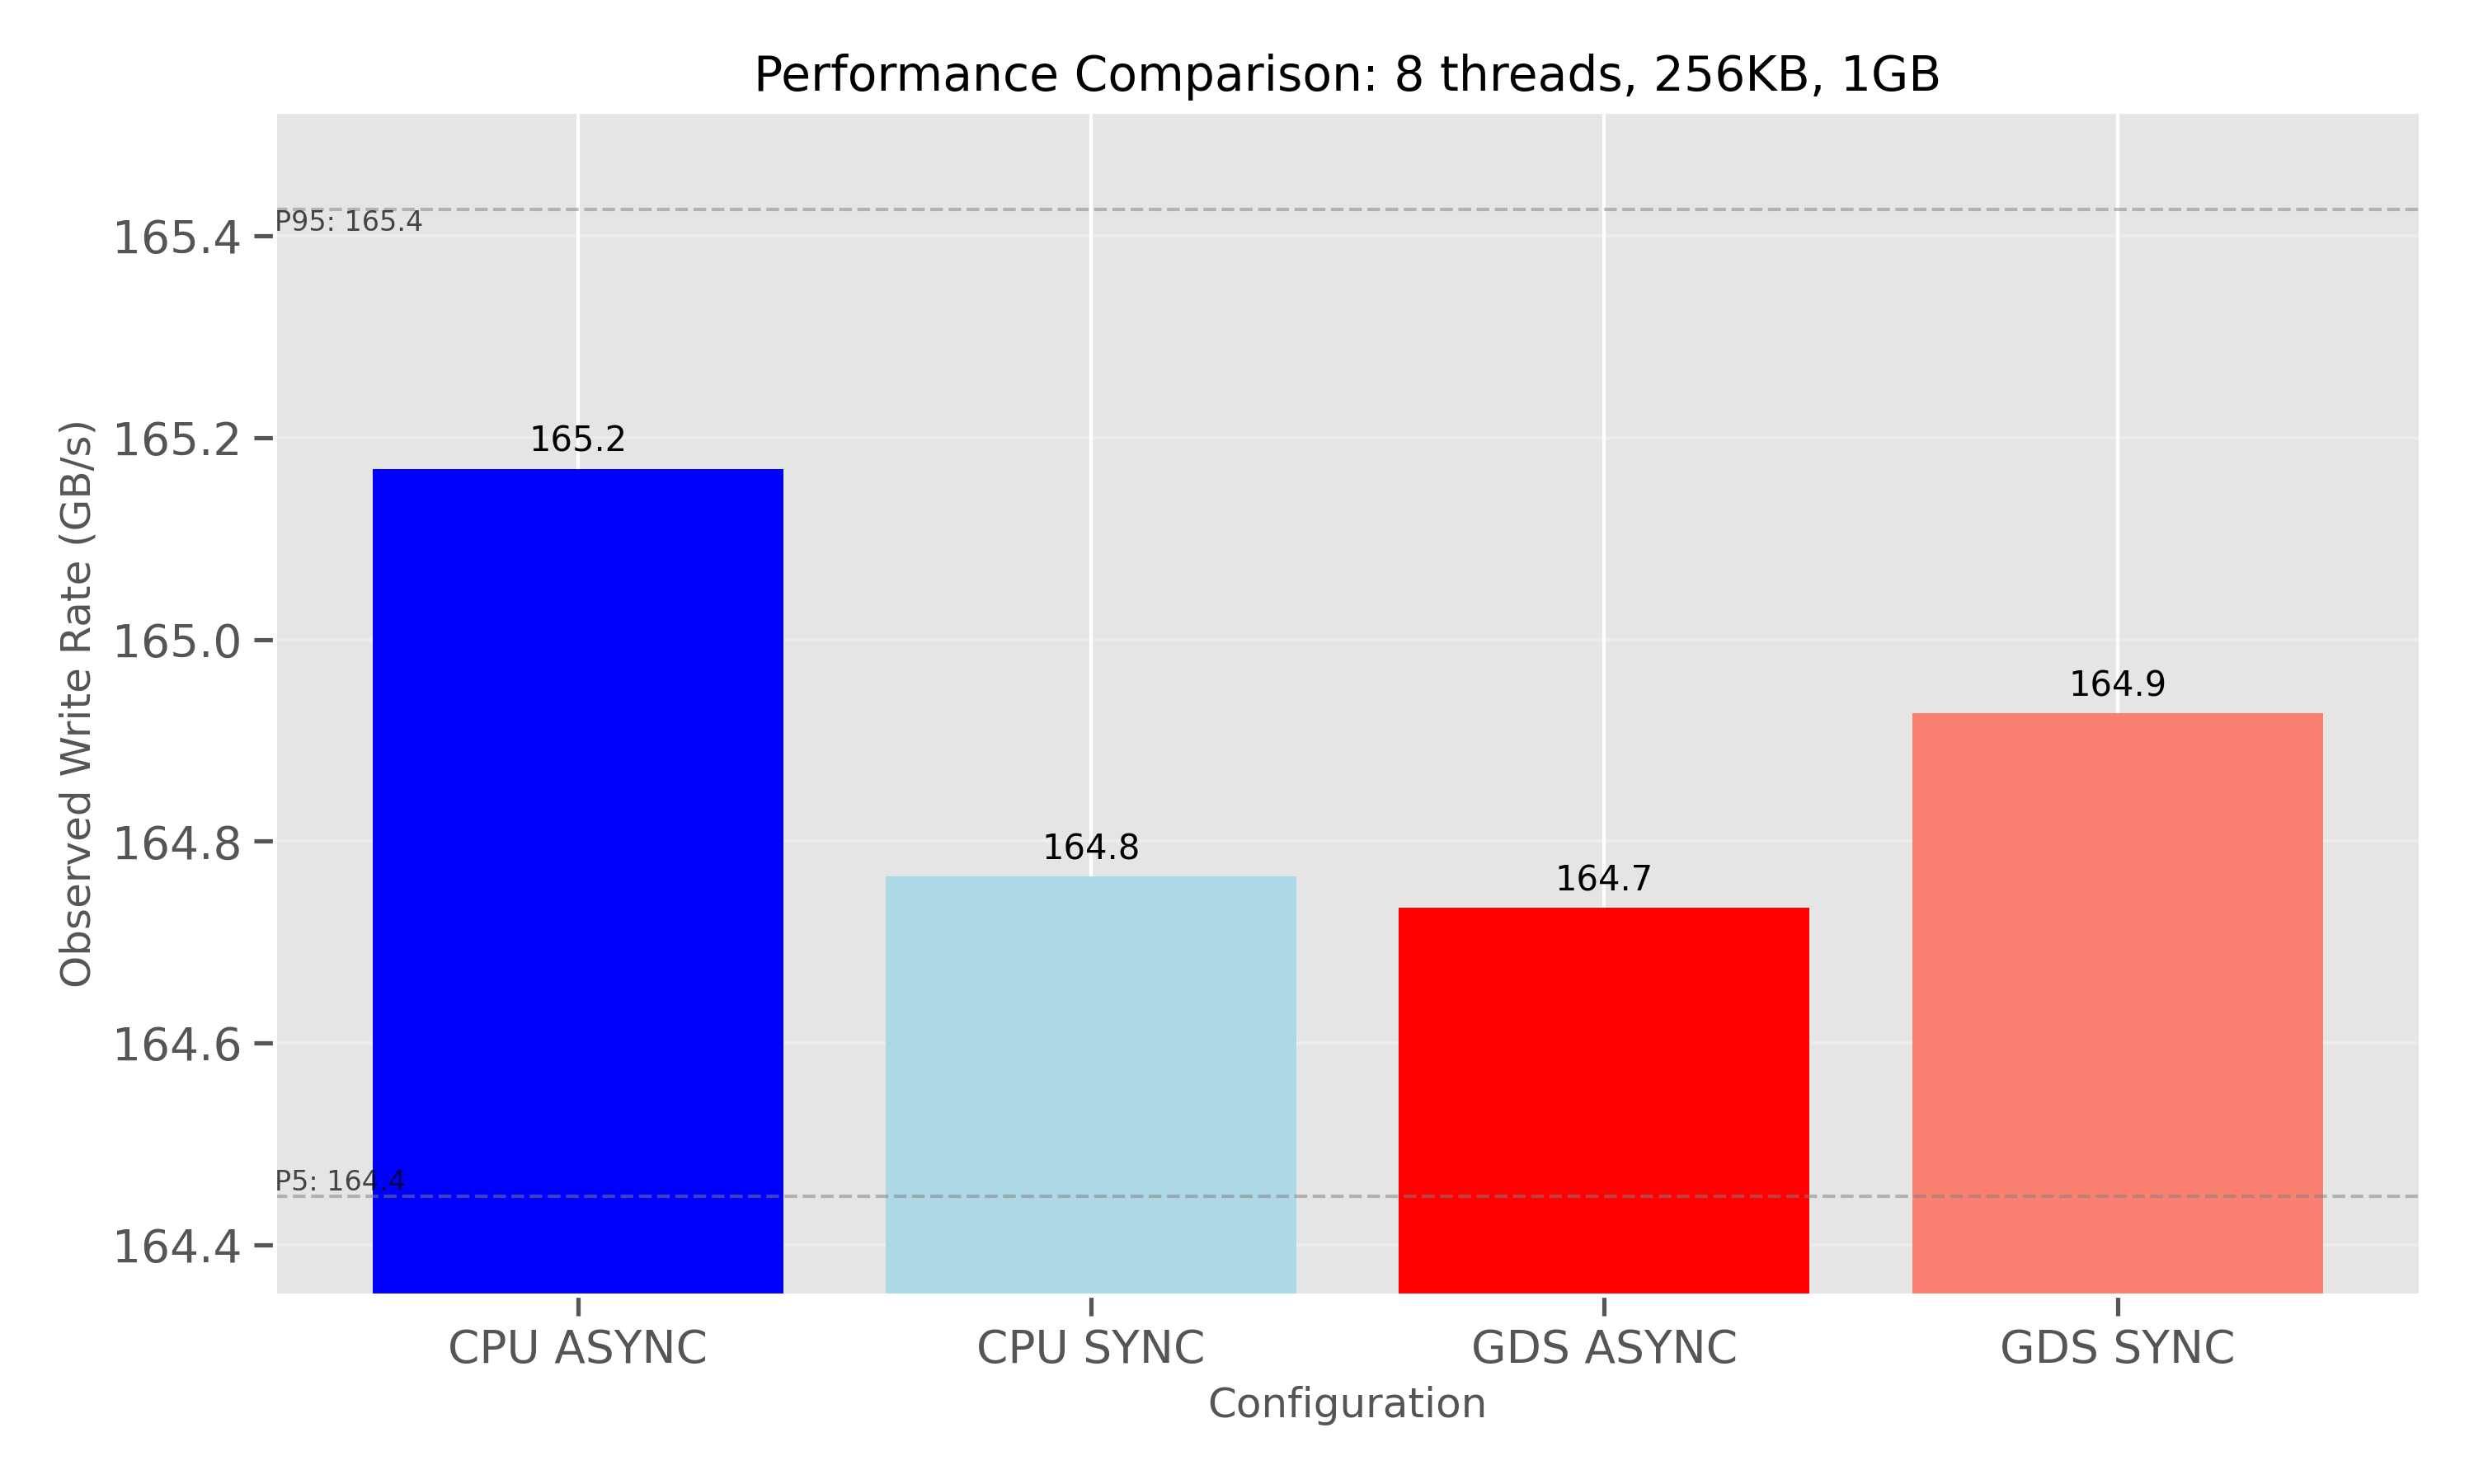 Performance Comparison: 8 threads, 256KB, 1GB
Observed Write Rate (GB/s)
165.4
165.2
165.0
164.8
164.6
164.4
P95: 165.4
P5: 164.4
165.2
164.8
164.7
164.9
CPU ASYNC
CPU SYNC
GDS ASYNC
GDS SYNC
Configuration